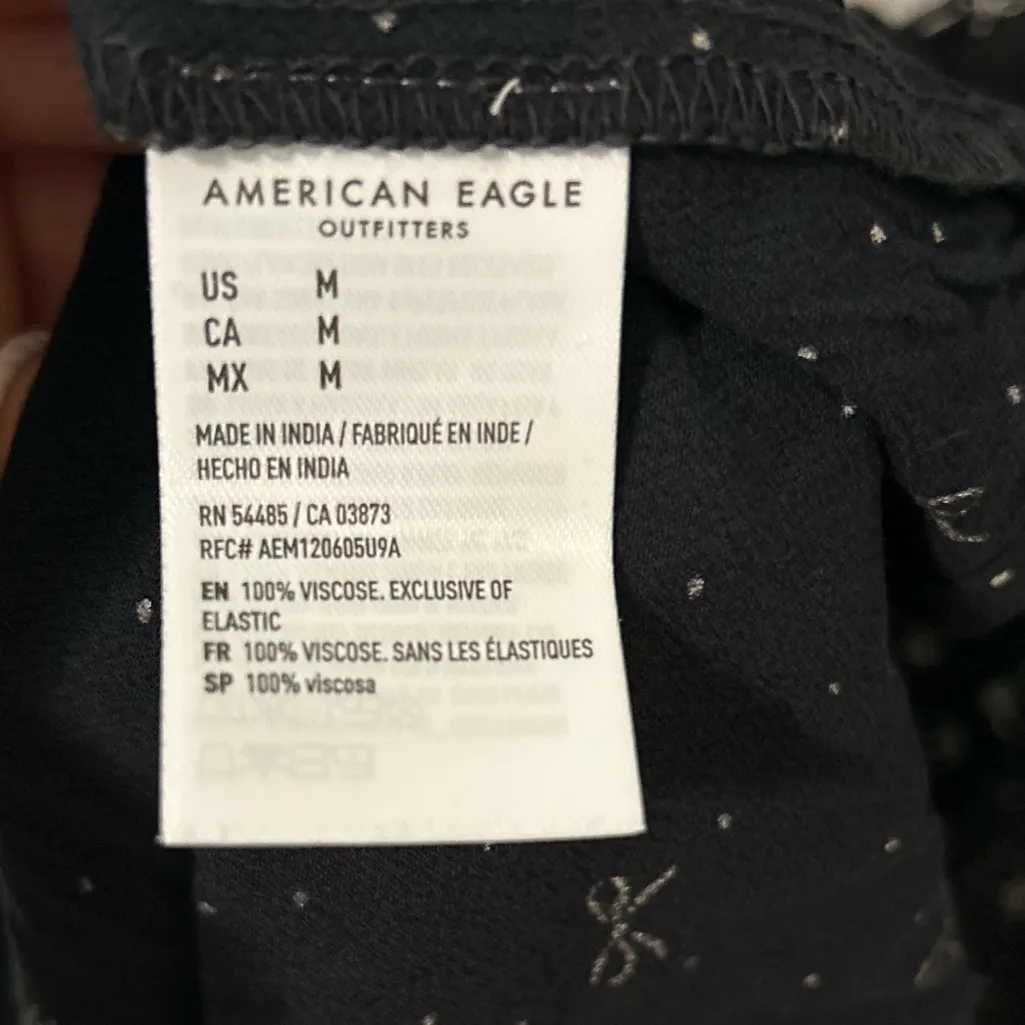 AMERICAN EAGLE
OUTFITTERS
US M
CA M
MX M
MADE IN INDIA / FABRIQUÉ EN INDE /
HECHO EN INDIA
RN 54485 / CA 03873
RFC# AEM120605U9A
EN 100% VISCOSE. EXCLUSIVE OF
ELASTIC
FR 100% VISCOSE. SANS LES ÉLASTIQUES
SP 100% viscosa